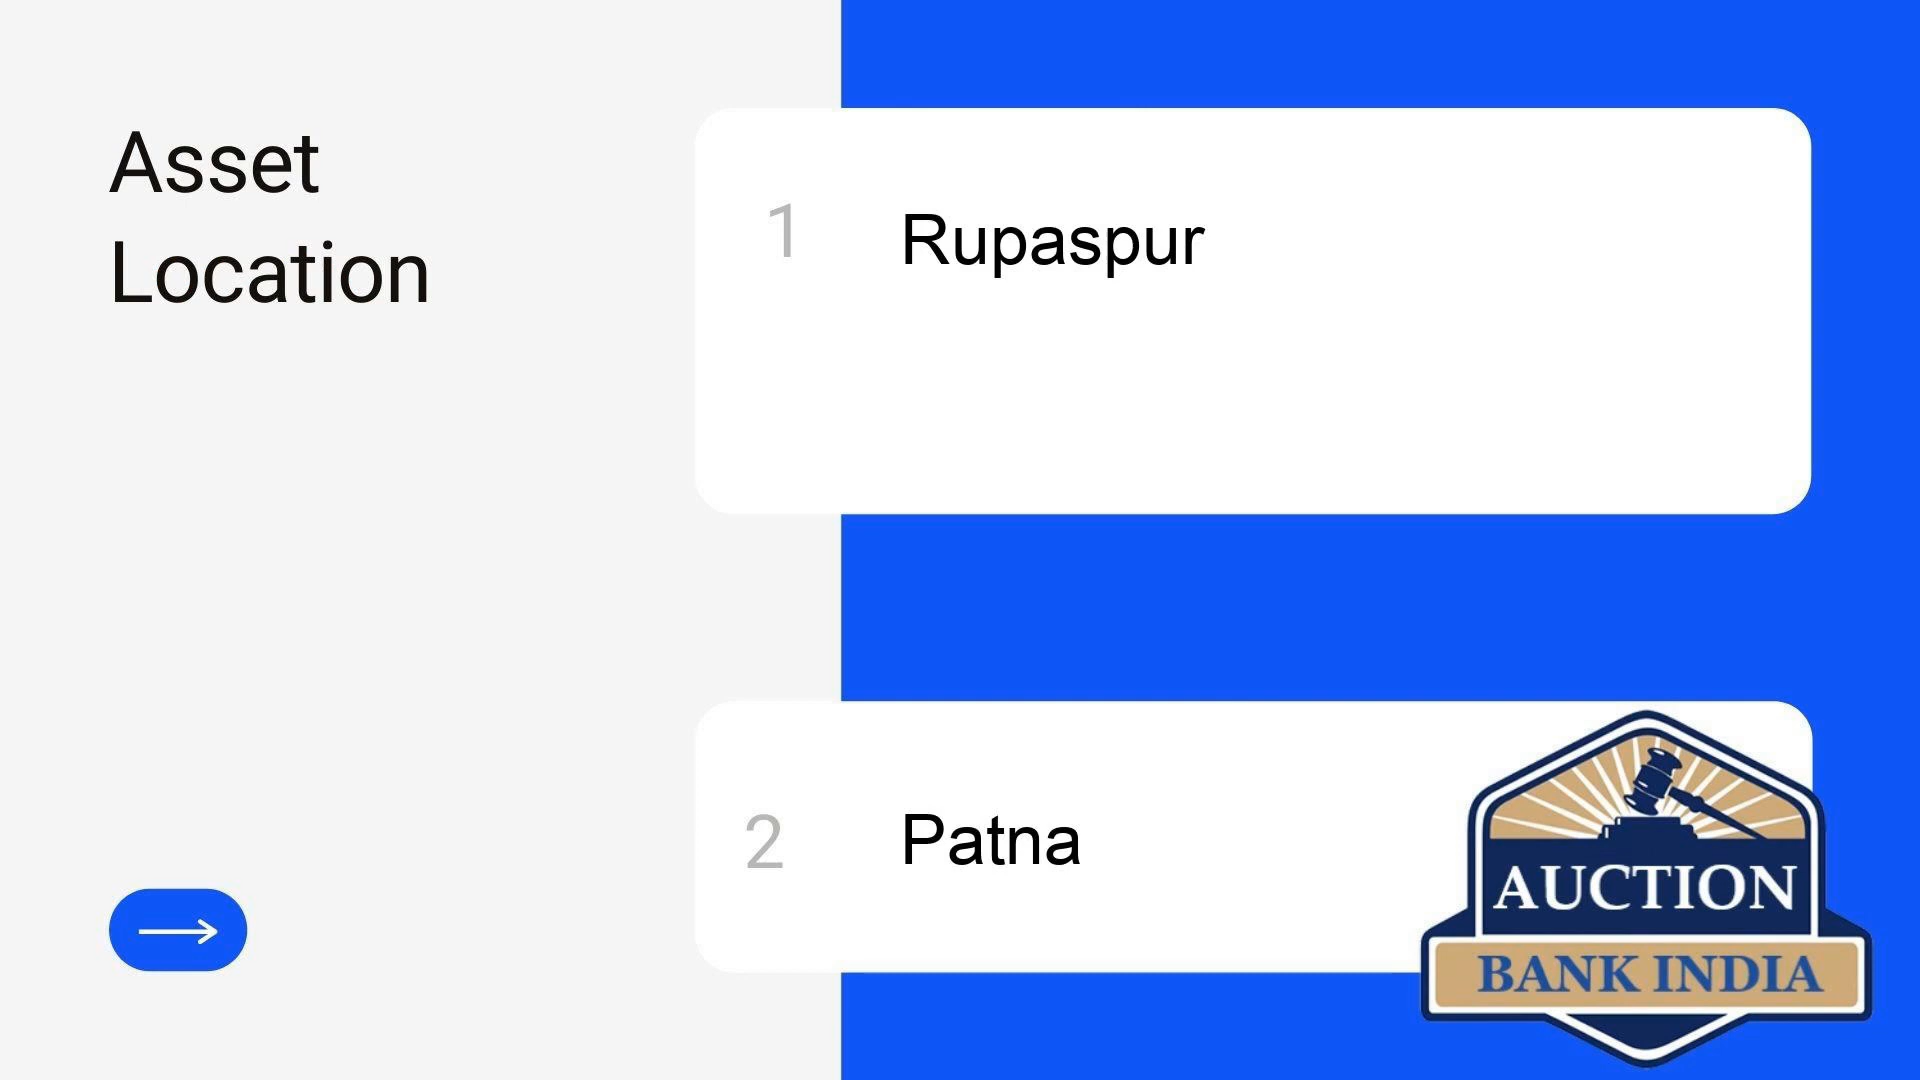 Asset
Location
1
Rupaspur
2
Patna
AUCTION
BANK INDIA